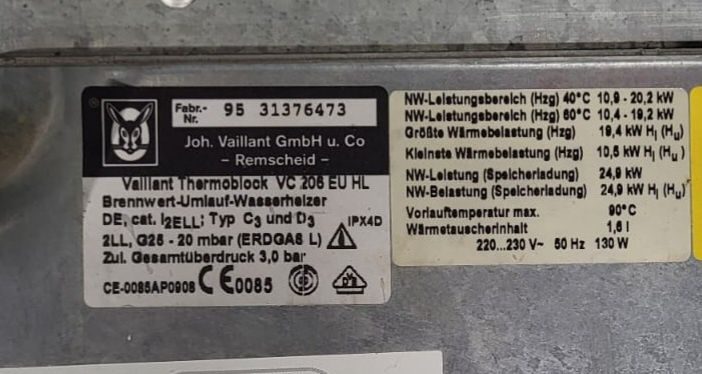 ®
Fabr.-Nr. 95 31376473
Joh. Vaillant GmbH u. Co
- Remscheid -
Vaillant Thermoblock VC 206 EU HL
Brennwert-Umlauf-Wasserheizer
DE, cat. I2ELL; Typ C3 und D3 IPX4D
2LL, G25 - 20 mbar (ERDGAS L)
Zul. Gesamtüberdruck 3,0 bar
CE-0085AP0908 CE0085
NW-Leistungsbereich (Hzg) 40°C 10,9 - 20,2 kW
NW-Leistungsbereich (Hzg) 60°C 10,4 - 19,2 kW
Größte Wärmebelastung (Hzg) 19,4 kW Hi (Hu)
Kleinste Wärmebelastung (Hzg) 10,5 kW Hi (Hu)
NW-Leistung (Speicherladung) 24,9 kW
NW-Belastung (Speicherladung) 24,9 kW Hi (Hu)
Vorlauftemperatur max. 90°C
Wärmetauscherinhalt 1,6 l
220...230 V~ 50 Hz 130 W